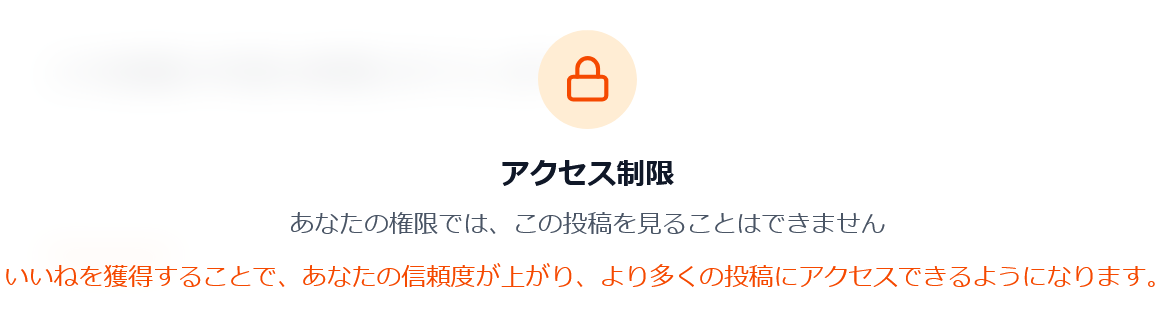 アクセス制限
あなたの権限では、この投稿を見ることはできません
いいねを獲得することで、あなたの信頼度が上がり、より多くの投稿にアクセスできるようになります。